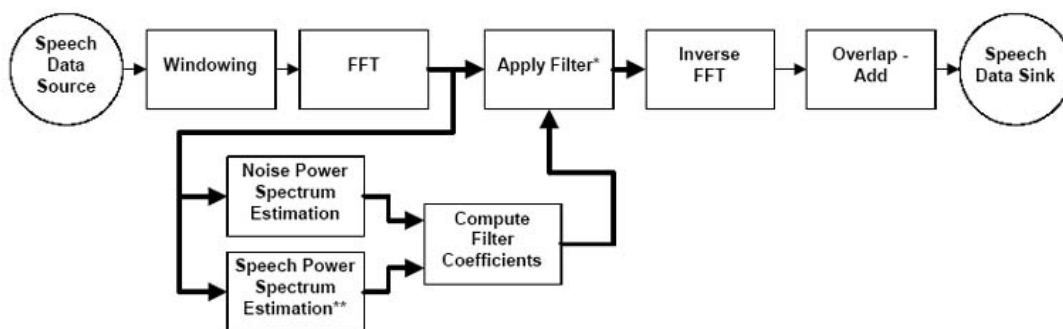 Speech
Data
Source
Windowing
FFT
Apply Filter*
Inverse
FFT
Overlap -
Add
Speech
Data Sink
Noise Power
Spectrum
Estimation
Speech Power
Spectrum
Estimation**
Compute
Filter
Coefficients